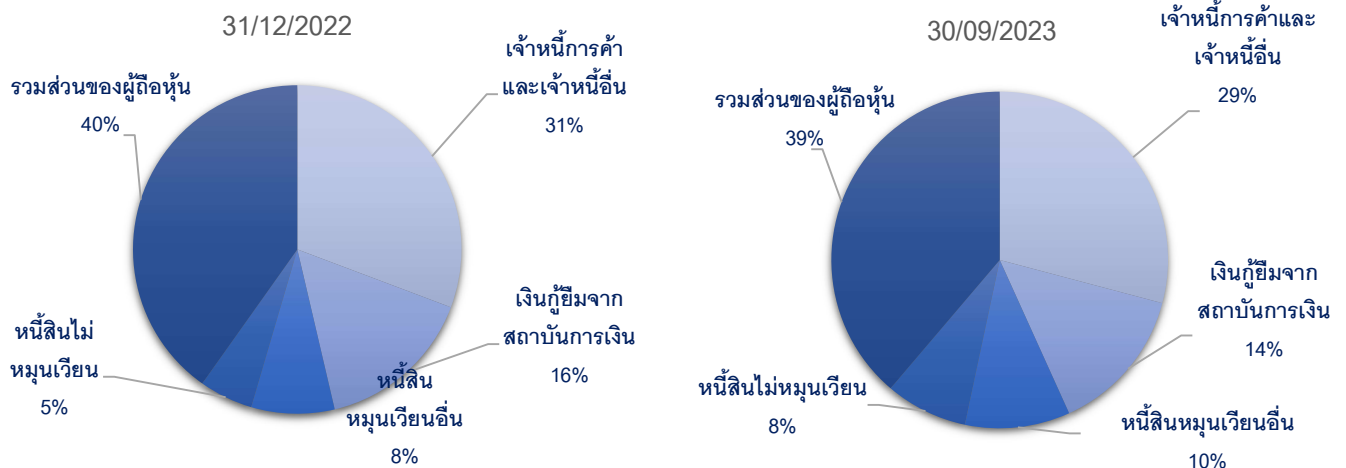 31/12/2022
เจ้าหนี้การค้า
และเจ้าหนี้อื่น
31%
รวมส่วนของผู้ถือหุ้น
40%
เงินกู้ยืมจาก
สถาบันการเงิน
16%
หนี้สินไม่
หมุนเวียน
5%
หนี้สิน
หมุนเวียนอื่น
8%
30/09/2023
เจ้าหนี้การค้าและ
เจ้าหนี้อื่น
29%
รวมส่วนของผู้ถือหุ้น
39%
เงินกู้ยืมจาก
สถาบันการเงิน
14%
หนี้สินไม่หมุนเวียน
8%
หนี้สินหมุนเวียนอื่น
10%